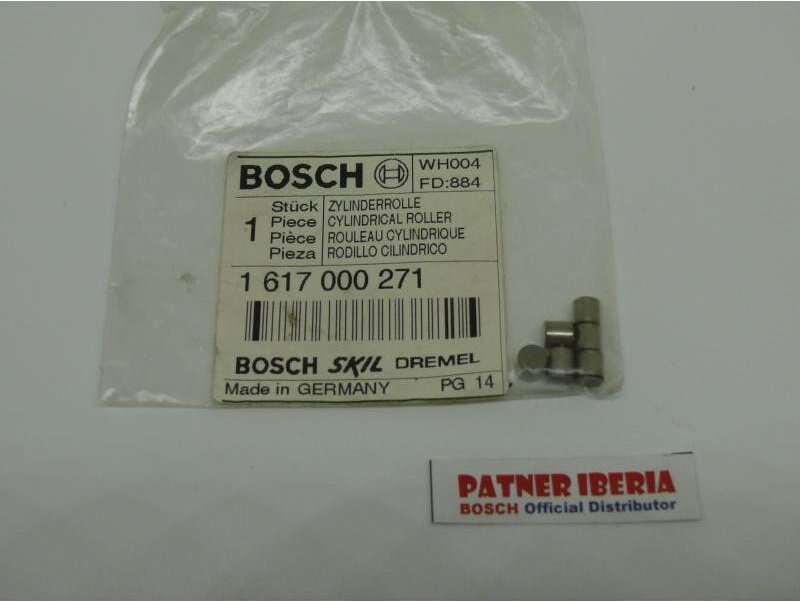 BOSCH WH004
FD:884
Stück ZYLINDERROLLE
1 Piece CYLINDRICAL ROLLER
Pièce ROULEAU CYLINDRIQUE
Pieza RODILLO CILINDRICO
1 617 000 271
BOSCH SKIL DREMEL
Made in GERMANY PG 14
PATNER IBERIA
BOSCH Official Distributor